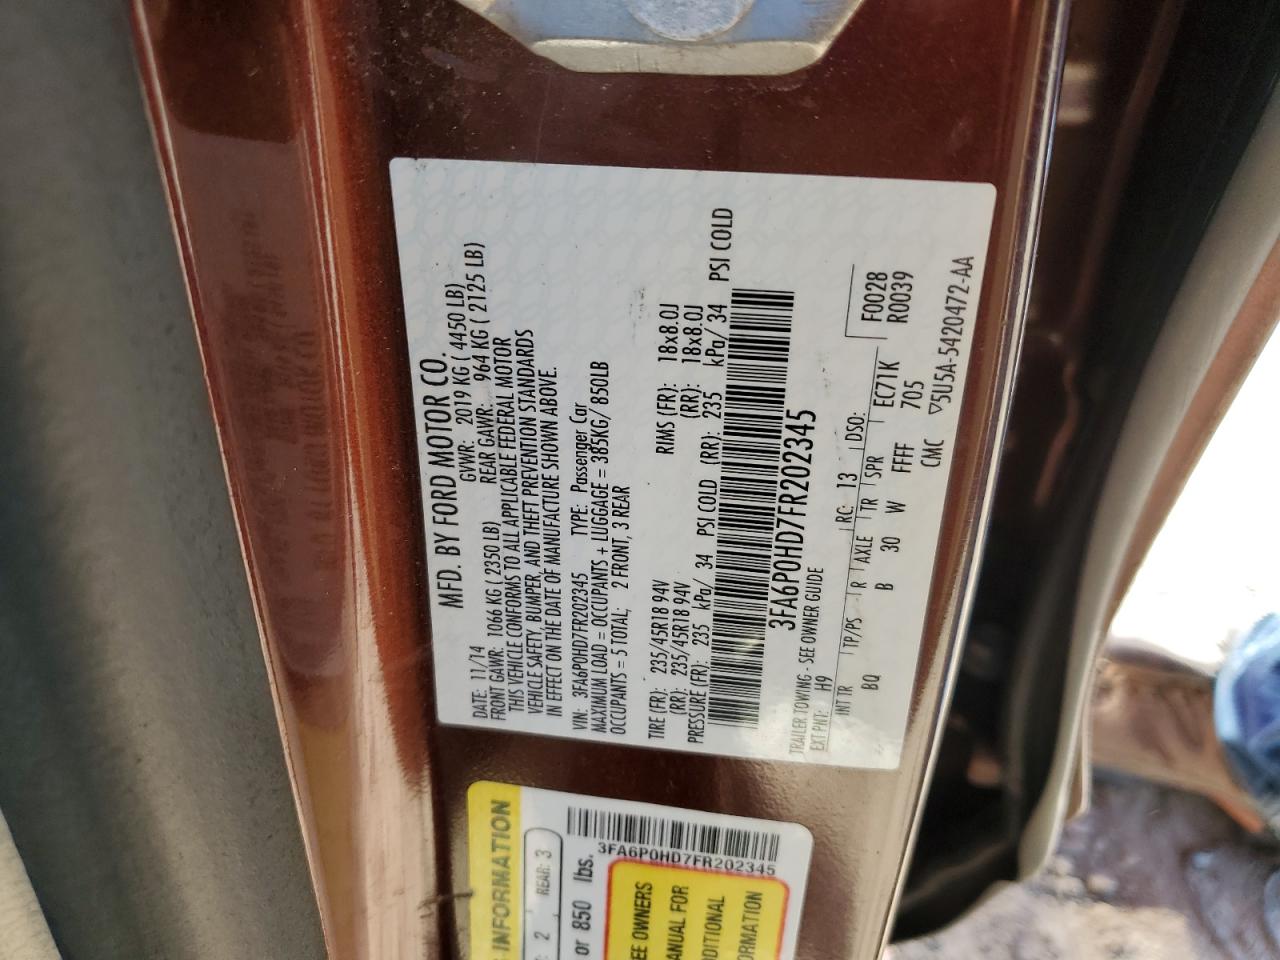 MFD. BY FORD MOTOR CO.
DATE: 11/14 GVWR: 2019 KG ( 4450 LB)
FRONT GAWR: 1066 KG ( 2350 LB) REAR GAWR: 964 KG ( 2125 LB)
THIS VEHICLE CONFORMS TO ALL APPLICABLE FEDERAL MOTOR
VEHICLE SAFETY, BUMPER, AND THEFT PREVENTION STANDARDS
IN EFFECT ON THE DATE OF MANUFACTURE SHOWN ABOVE.
VIN: 3FA6P0HD7FR202345 TYPE: Passenger Car
MAXIMUM LOAD = OCCUPANTS + LUGGAGE = 385KG/ 850LB
OCCUPANTS = 5 TOTAL; 2 FRONT, 3 REAR
TIRE (FR): 235/45R18 94V RIMS (FR): 18x8.0J
(RR): 235/45R18 94V (RR): 18x8.0J
PRESSURE (FR): 235 kPa/ 34 PSI COLD (RR): 235 kPa/ 34 PSI COLD
3FA6P0HD7FR202345
TRAILER TOWING - SEE OWNER GUIDE
EXT PNT: H9 RC: 13 DSO: F0028
R0039
INT TR TP/PS R AXLE TR SPR EC71K
BQ B 30 W FFFF 705
CMC ▽5U5A-5420472-AA
INFORMATION
2 REAR: 3
or 850 lbs.
3FA6P0HD7FR202345
EE OWNERS
ANUAL FOR
DDITIONAL
ORMATION